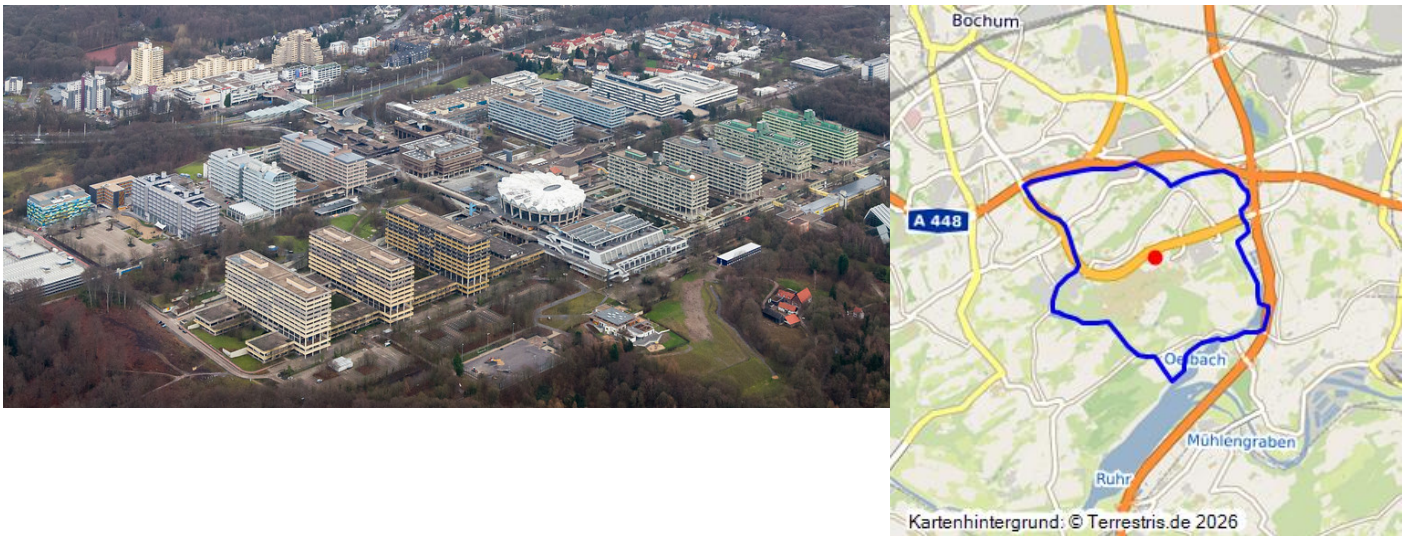 Bochum
A 448
Oelbach
Mühlengraben
Ruhr
Kartenhintergrund: © Terrestris.de 2026